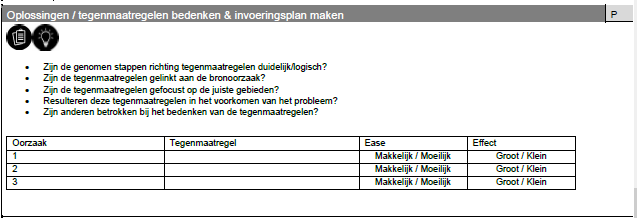 Oplossingen / tegenmaatregelen bedenken & invoeringsplan maken P
Zijn de genomen stappen richting tegenmaatregelen duidelijk/logisch?
Zijn de tegenmaatregelen gelinkt aan de bronoorzaak?
Zijn de tegenmaatregelen gefocust op de juiste gebieden?
Resulteren deze tegenmaatregelen in het voorkomen van het probleem?
Zijn anderen betrokken bij het bedenken van de tegenmaatregelen?
Oorzaak Tegenmaatregel Ease Effect
1 Makkelijk / Moeilijk Groot / Klein
2 Makkelijk / Moeilijk Groot / Klein
3 Makkelijk / Moeilijk Groot / Klein